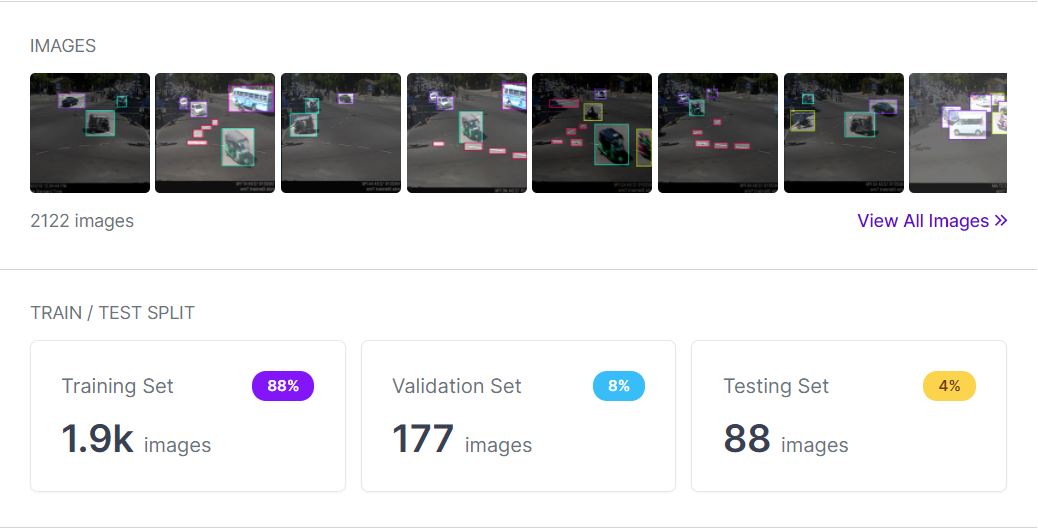 IMAGES
2122 images
View All Images »
TRAIN / TEST SPLIT
Training Set 88%
1.9k images
Validation Set 8%
177 images
Testing Set 4%
88 images